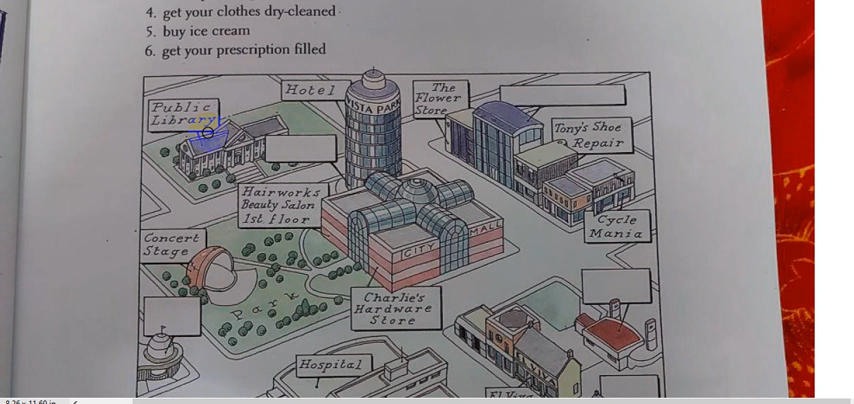 4. get your clothes dry-cleaned
5. buy ice cream
6. get your prescription filled
Hotel
VISTA PARK
The
Flower
Store
Public
Library
Tony's Shoe
Repair
Hairworks
Beauty Salon
1st floor
Cycle
Mania
CITY MALL
Concert
Stage
Park
Charlie's
Hardware
Store
Hospital